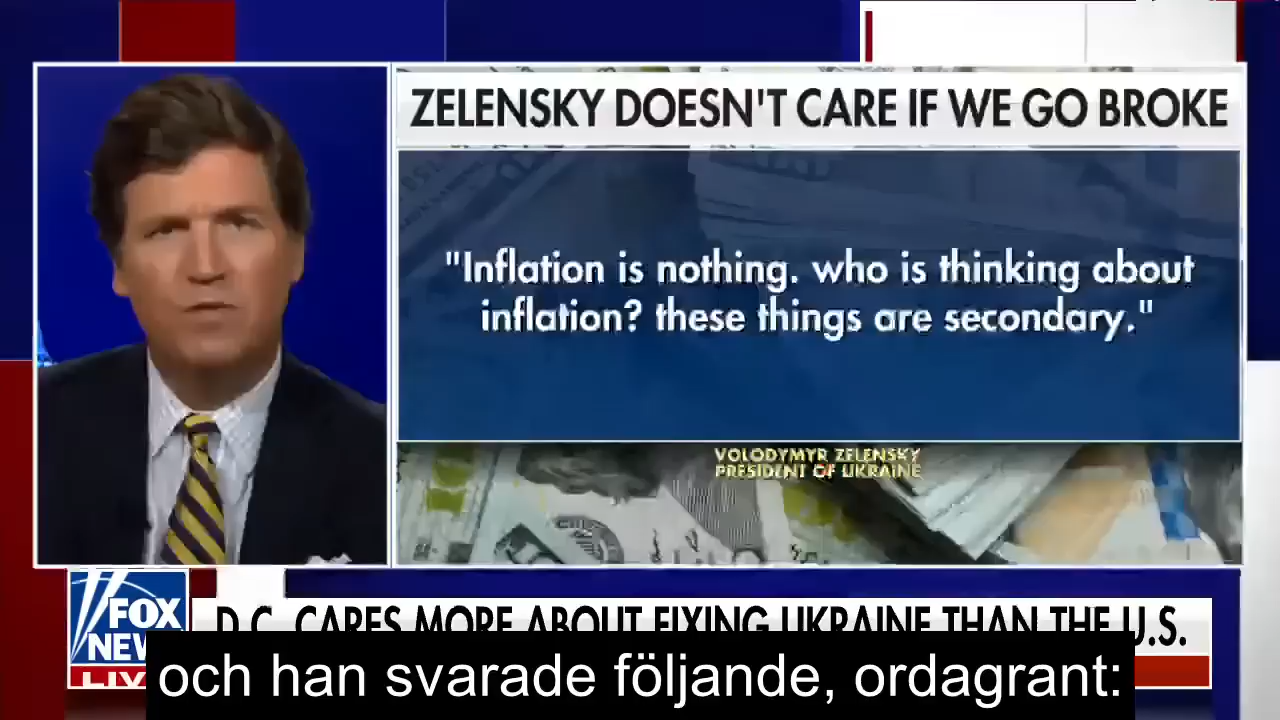 ZELENSKY DOESN'T CARE IF WE GO BROKE
"Inflation is nothing. who is thinking about
inflation? these things are secondary."
VOLODYMYR ZELENSKY
PRESIDENT OF UKRAINE
FOX
NEWS
D.C. CARES MORE ABOUT FIXING UKRAINE THAN THE U.S.
och han svarade följande, ordagrant: